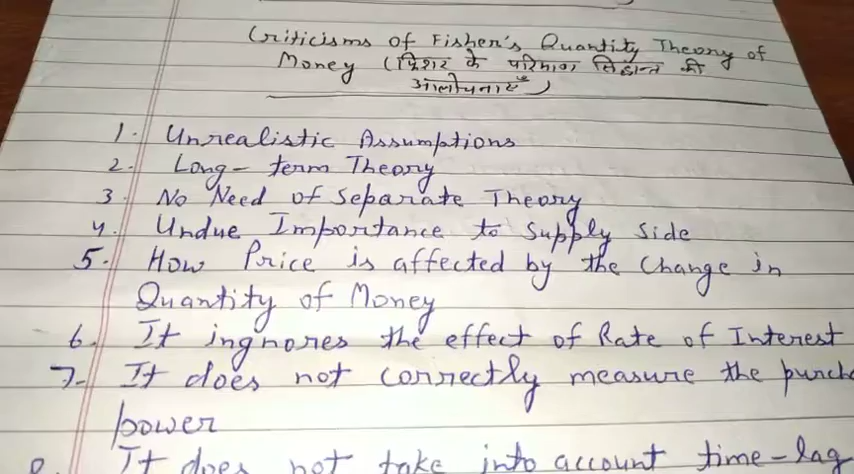 Criticisms of Fisher's Quantity Theory of
Money (फिशर के परिमाण सिद्धान्त की
आलोचनाएँ)
1. Unrealistic Assumptions
2. Long-term Theory
3. No Need of Separate Theory
4. Undue Importance to Supply Side
5. How Price is affected by the Change in
Quantity of Money
6. It ingnores the effect of Rate of Interest
7. It does not correctly measure the purch
power
8. It does not take into account time-lag